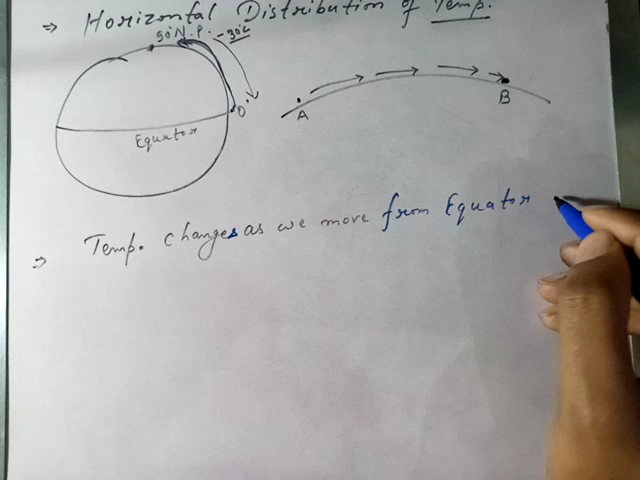 ⇒ Horizontal Distribution of Temp.
90° N.P. -30°C
0°
Equator
A
B
⇒ Temp. changes as we move from Equator